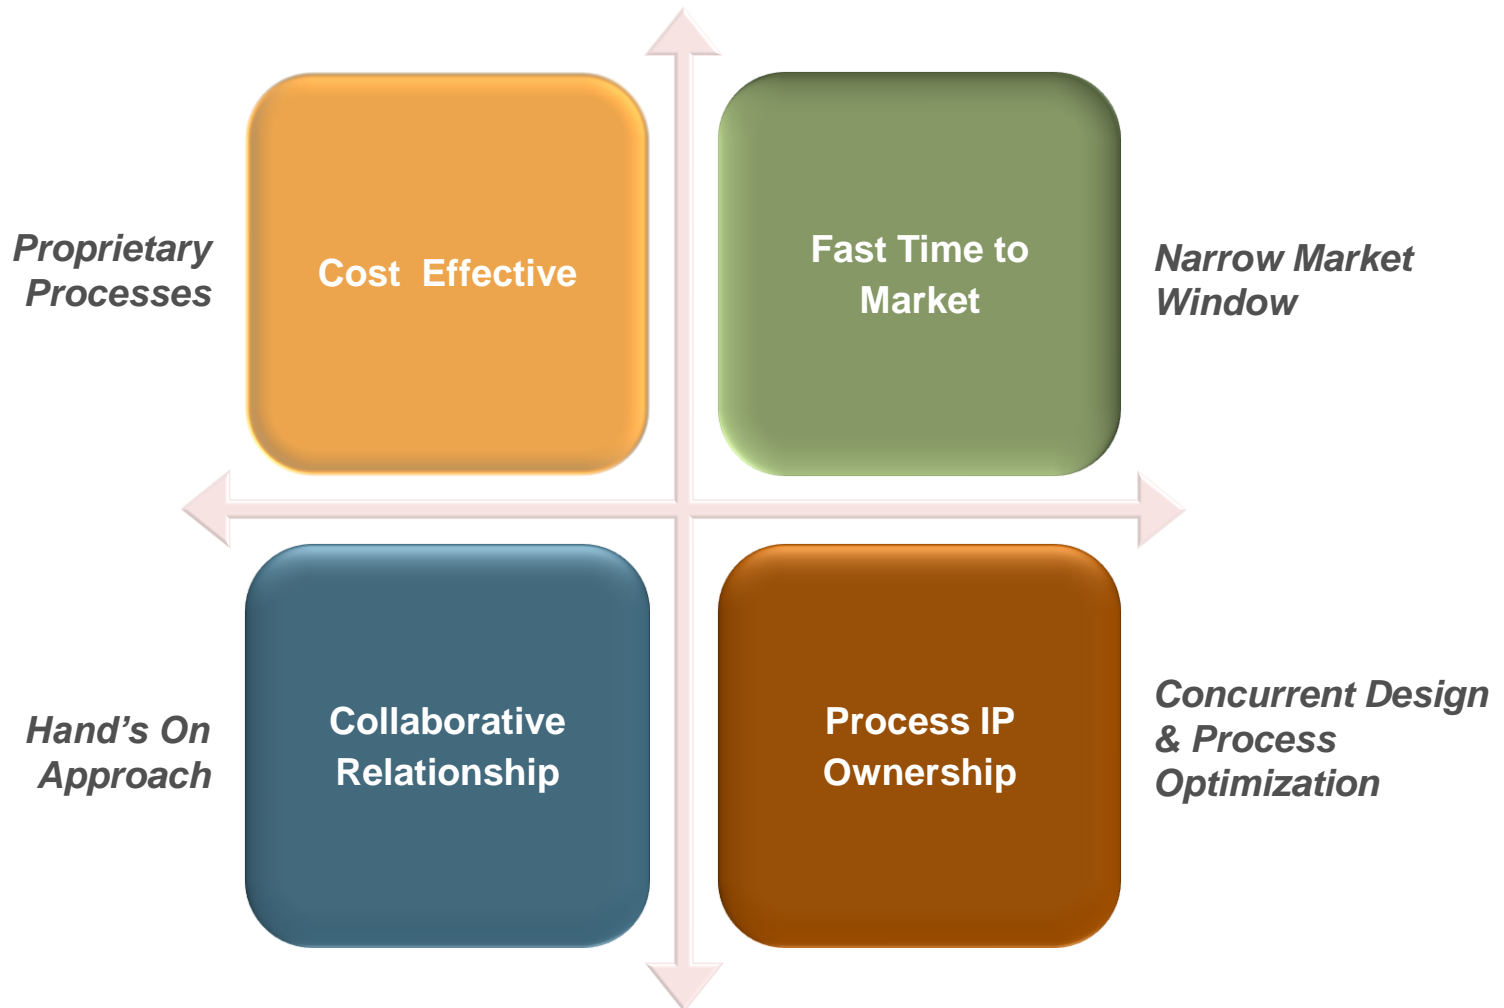 Proprietary
Processes
Cost  Effective
Fast Time to
Market
Narrow Market
Window
Hand’s On
Approach
Collaborative
Relationship
Process IP
Ownership
Concurrent Design
& Process
Optimization